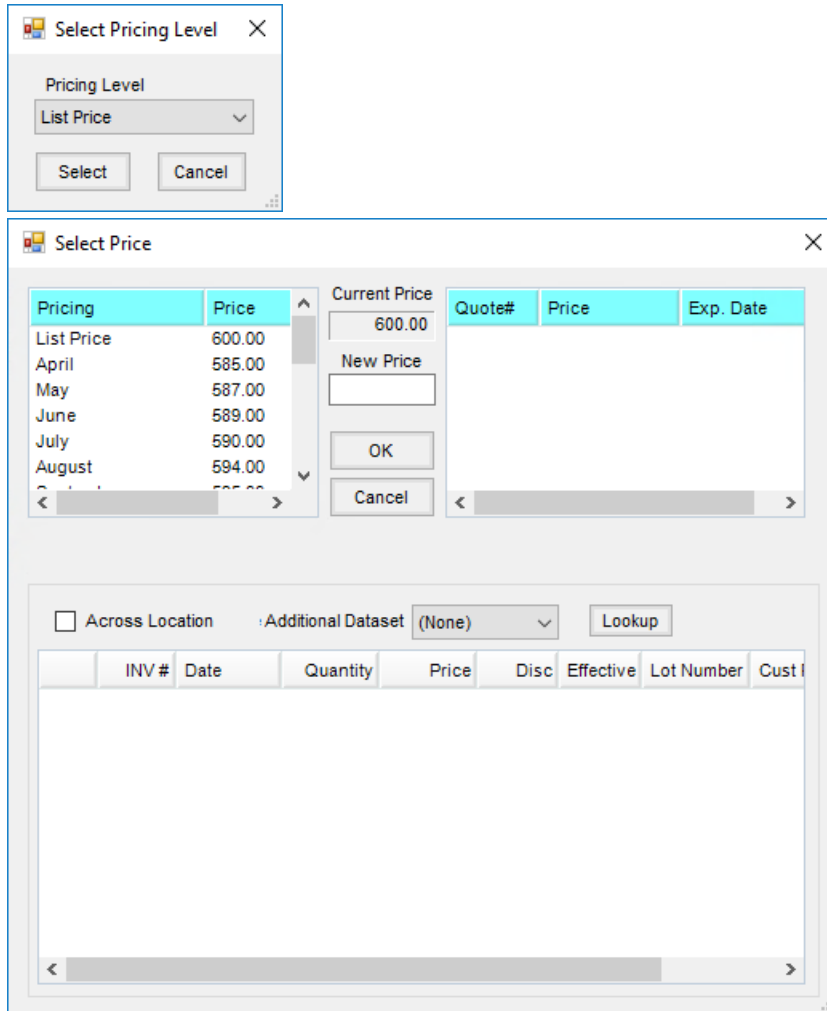 Select Pricing Level
Pricing Level
List Price
Select Cancel
Select Price
Pricing Price
List Price 600.00
April 585.00
May 587.00
June 589.00
July 590.00
August 594.00
Current Price
600.00
New Price
OK
Cancel
Quote# Price Exp. Date
Across Location Additional Dataset (None) Lookup
INV # Date Quantity Price Disc Effective Lot Number Cust